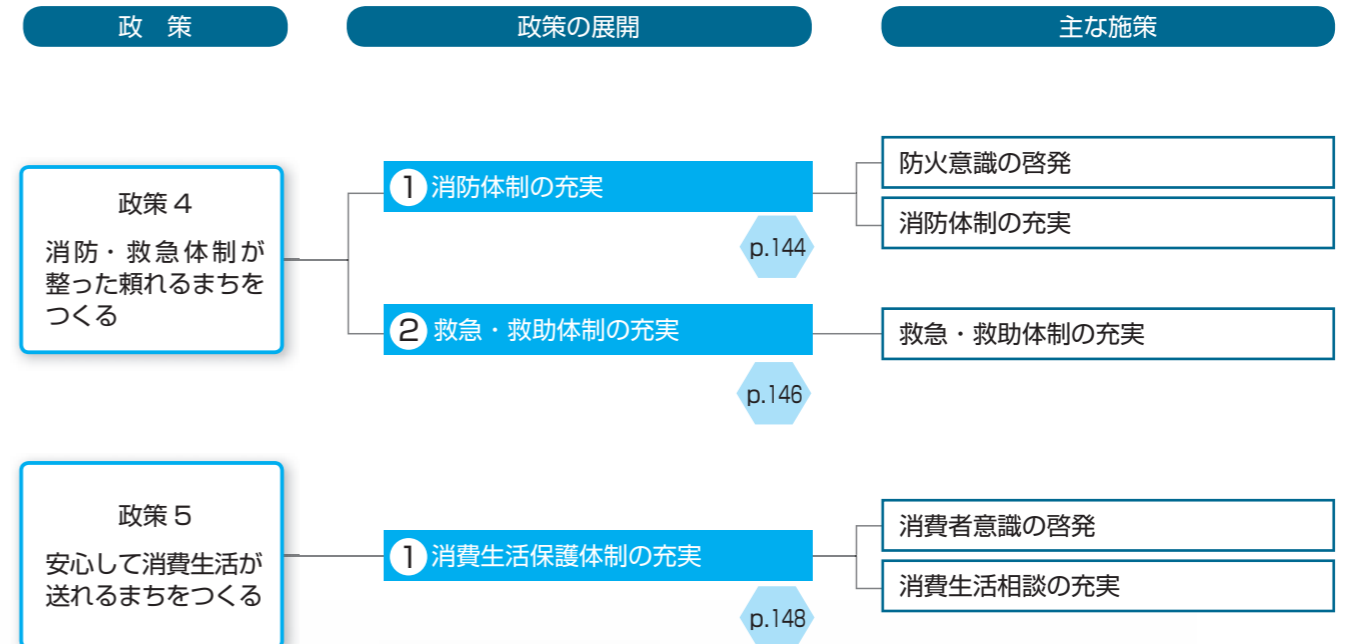 政 策
政策の展開
主な施策
政策 4
消防・救急体制が
整った頼れるまちを
つくる
① 消防体制の充実
p.144
防火意識の啓発
消防体制の充実
② 救急・救助体制の充実
p.146
救急・救助体制の充実
政策 5
安心して消費生活が
送れるまちをつくる
① 消費生活保護体制の充実
p.148
消費者意識の啓発
消費生活相談の充実